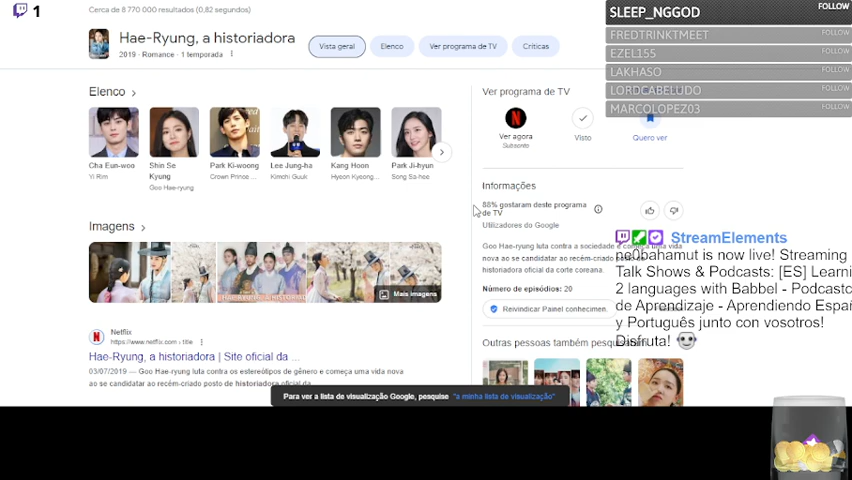 1
Cerca de 8 770 000 resultados (0,82 segundos)
SLEEP_NGGOD
FOLLOW
Hae-Ryung, a historiadora
2019 · Romance · 1 temporada
Vista geral
Elenco
Ver programa de TV
Críticas
FREDTRINKTMEET
FOLLOW
EZEL155
FOLLOW
LAKHASO
FOLLOW
LORDCABELUDO
FOLLOW
MARCOLOPEZ03
FOLLOW
Elenco
Cha Eun-woo
Yi Rim
Shin Se
Kyung
Goo Hae-ryung
Park Ki-woong
Crown Prince ...
Lee Jung-ha
Kimchi Guuk
Kang Hoon
Hyeon Kyeong...
Park Ji-hyun
Song Sa-hee
Ver programa de TV
N
Ver agora
Subscrito
Visto
Quero ver
Informações
88% gostaram deste programa
de TV
Utilizadores do Google
Goo Hae-ryung luta contra a sociedade e começa uma vida
nova ao se candidatar ao recém-criado posto de
historiadora oficial da corte coreana.
Número de episódios: 20
Reivindicar Painel conhecimen.
Outras pessoas também pesquisaram
Imagens
Mais imagens
N
Netflix
https://www.netflix.com › title
Hae-Ryung, a historiadora | Site oficial da ...
03/07/2019 — Goo Hae-ryung luta contra os estereótipos de gênero e começa uma vida nova
ao se candidatar ao recém-criado posto de historiadora oficial da
Para ver a lista de visualização Google, pesquise "a minha lista de visualização"
StreamElements
ne0bahamut is now live! Streaming
Talk Shows & Podcasts: [ES] Learni
2 languages with Babbel - Podcasto
de Aprendizaje - Aprendiendo Españ
y Português junto con vosotros!
Disfruta!